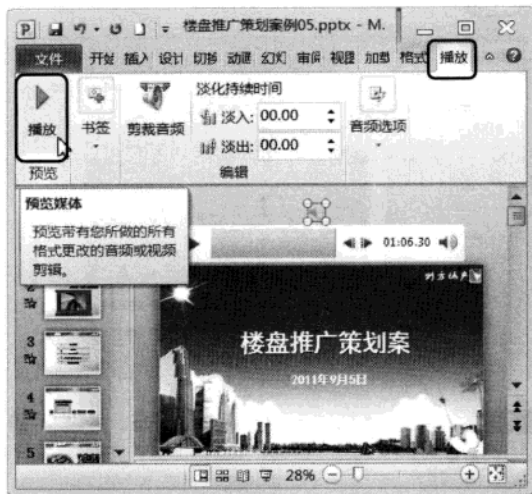 楼盘推广策划案例05.pptx - M.
文件 开始 插入 设计 切换 动画 幻灯 审阅 视图 加载 格式 播放
播放
书签
剪裁音频
淡化持续时间
淡入: 00.00
淡出: 00.00
音频选项
预览
编辑
预览媒体
预览带有您所做的所有
格式更改的音频或视频
剪辑。
01:06.30
2
3
4
5
楼盘推广策划案
2011年9月5日
28%